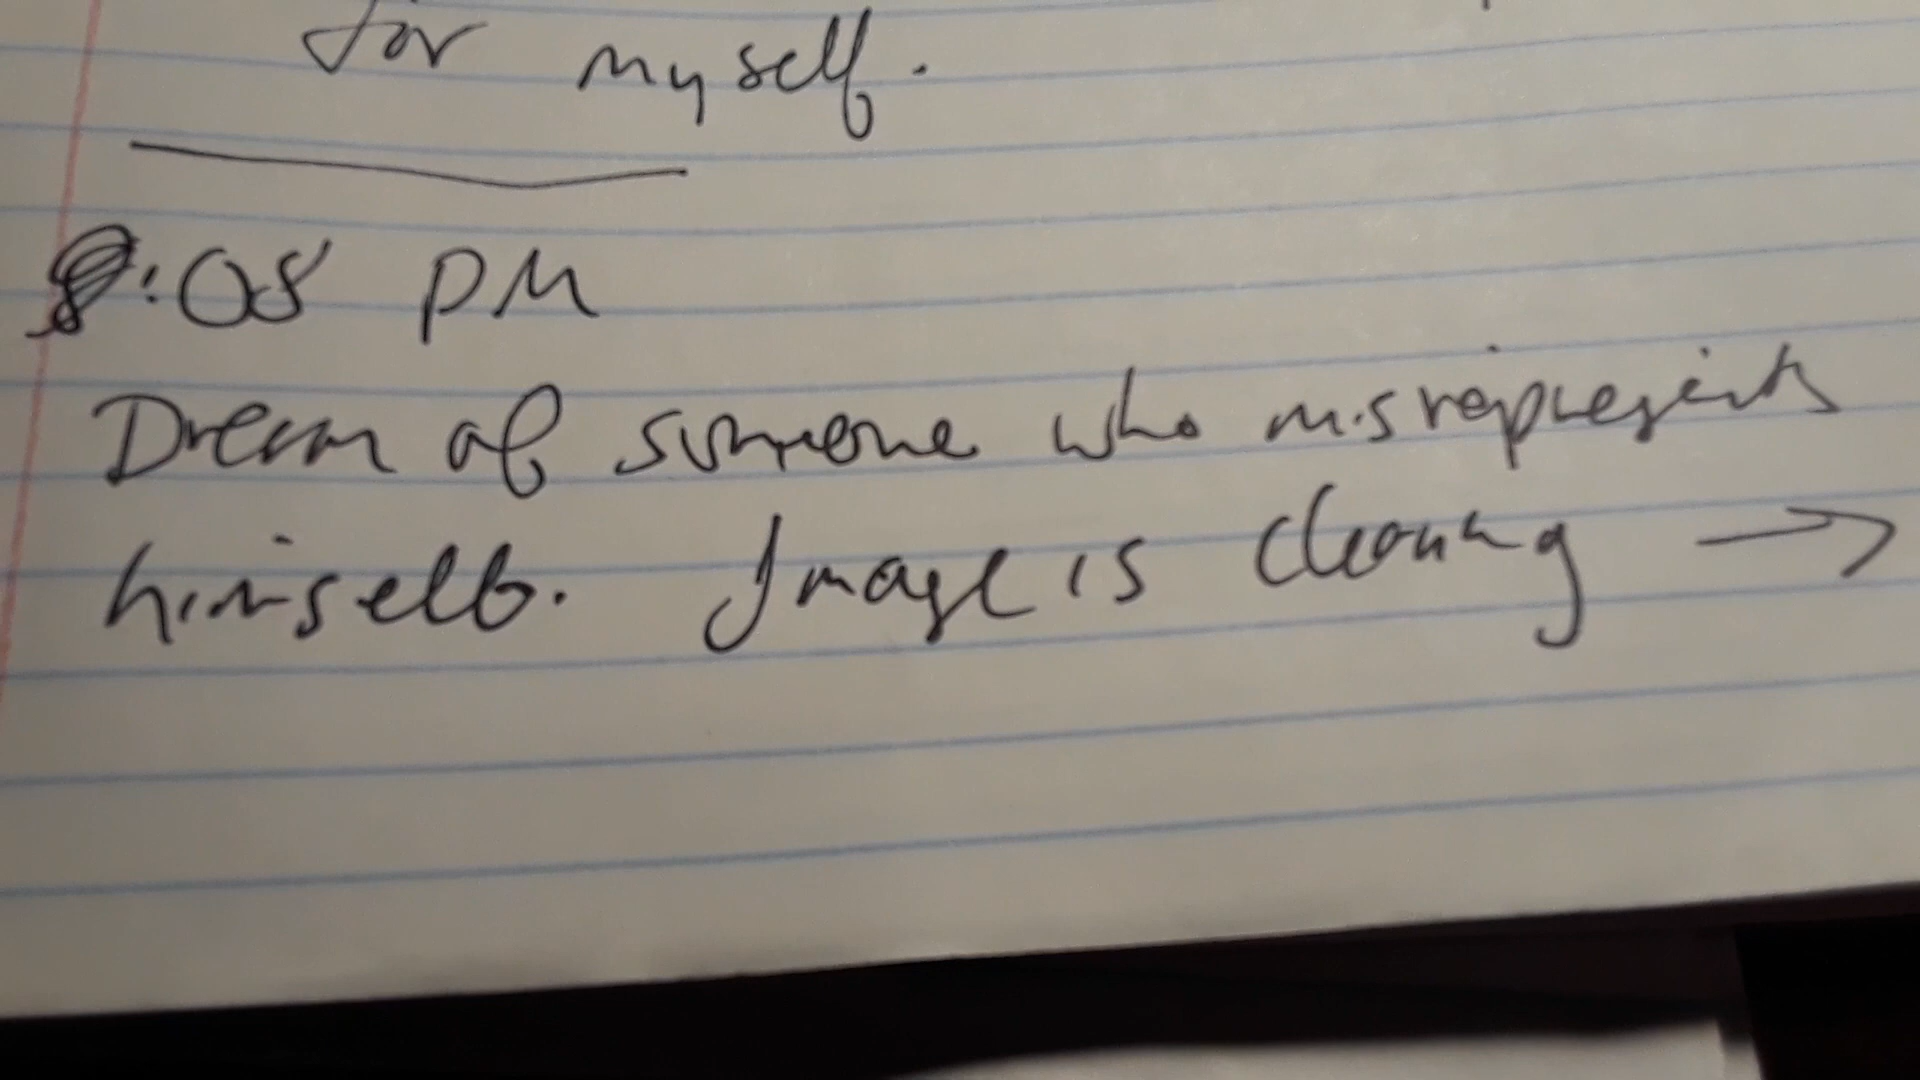 for myself.
8:08 PM
Dream of someone who misrepresents
himself. Image is cleaning →